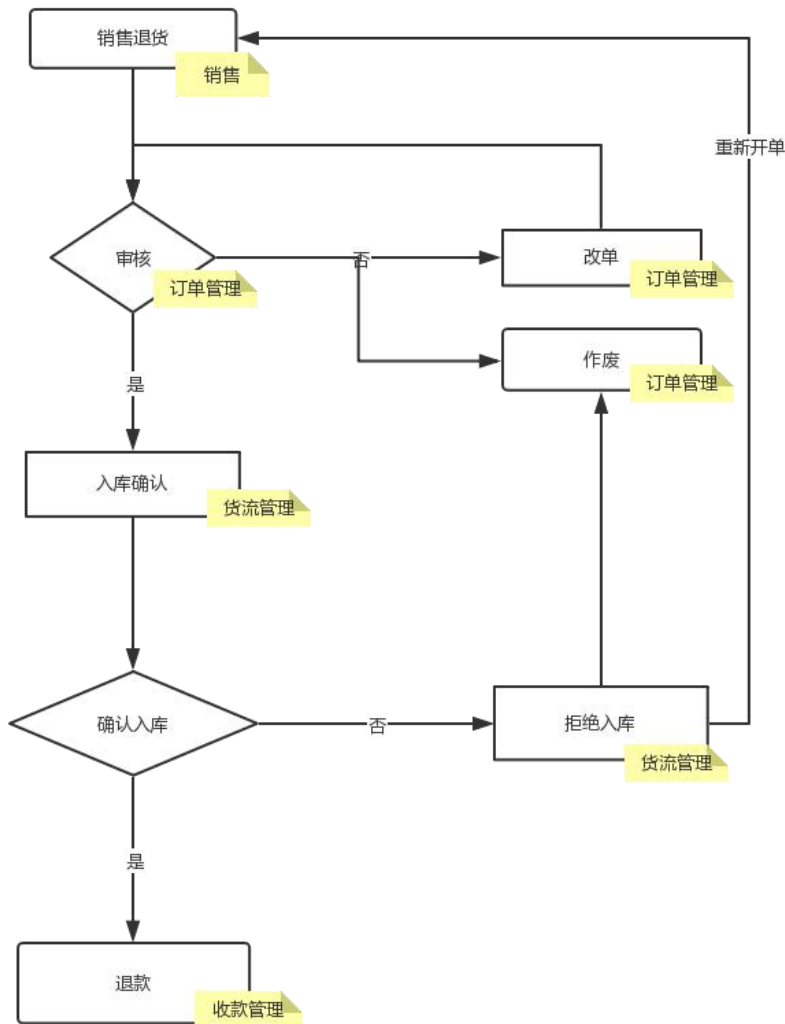 销售退货
销售
重新开单
审核
订单管理
否
改单
订单管理
作废
订单管理
是
入库确认
货流管理
确认入库
否
拒绝入库
货流管理
是
退款
收款管理